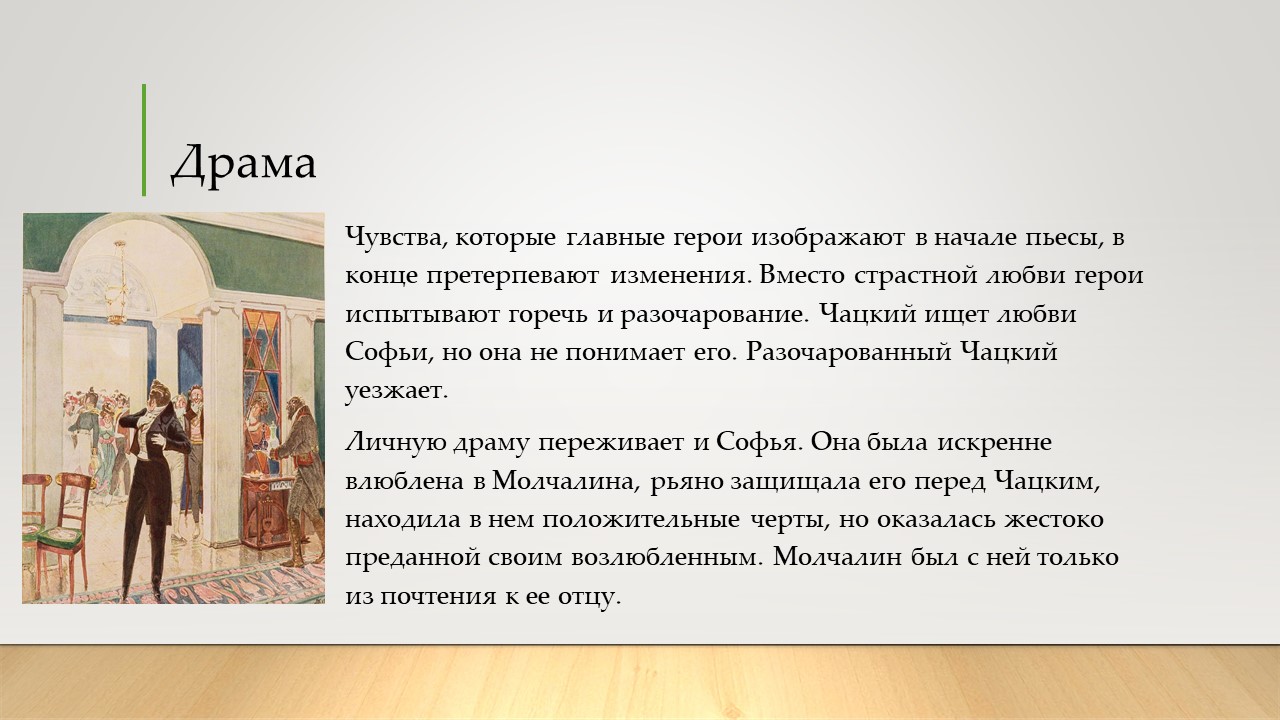 Драма
Чувства, которые главные герои изображают в начале пьесы, в
конце претерпевают изменения. Вместо страстной любви герои
испытывают горечь и разочарование. Чацкий ищет любви
Софьи, но она не понимает его. Разочарованный Чацкий
уезжает.
Личную драму переживает и Софья. Она была искренне
влюблена в Молчалина, рьяно защищала его перед Чацким,
находила в нем положительные черты, но оказалась жестоко
преданной своим возлюбленным. Молчалин был с ней только
из почтения к ее отцу.